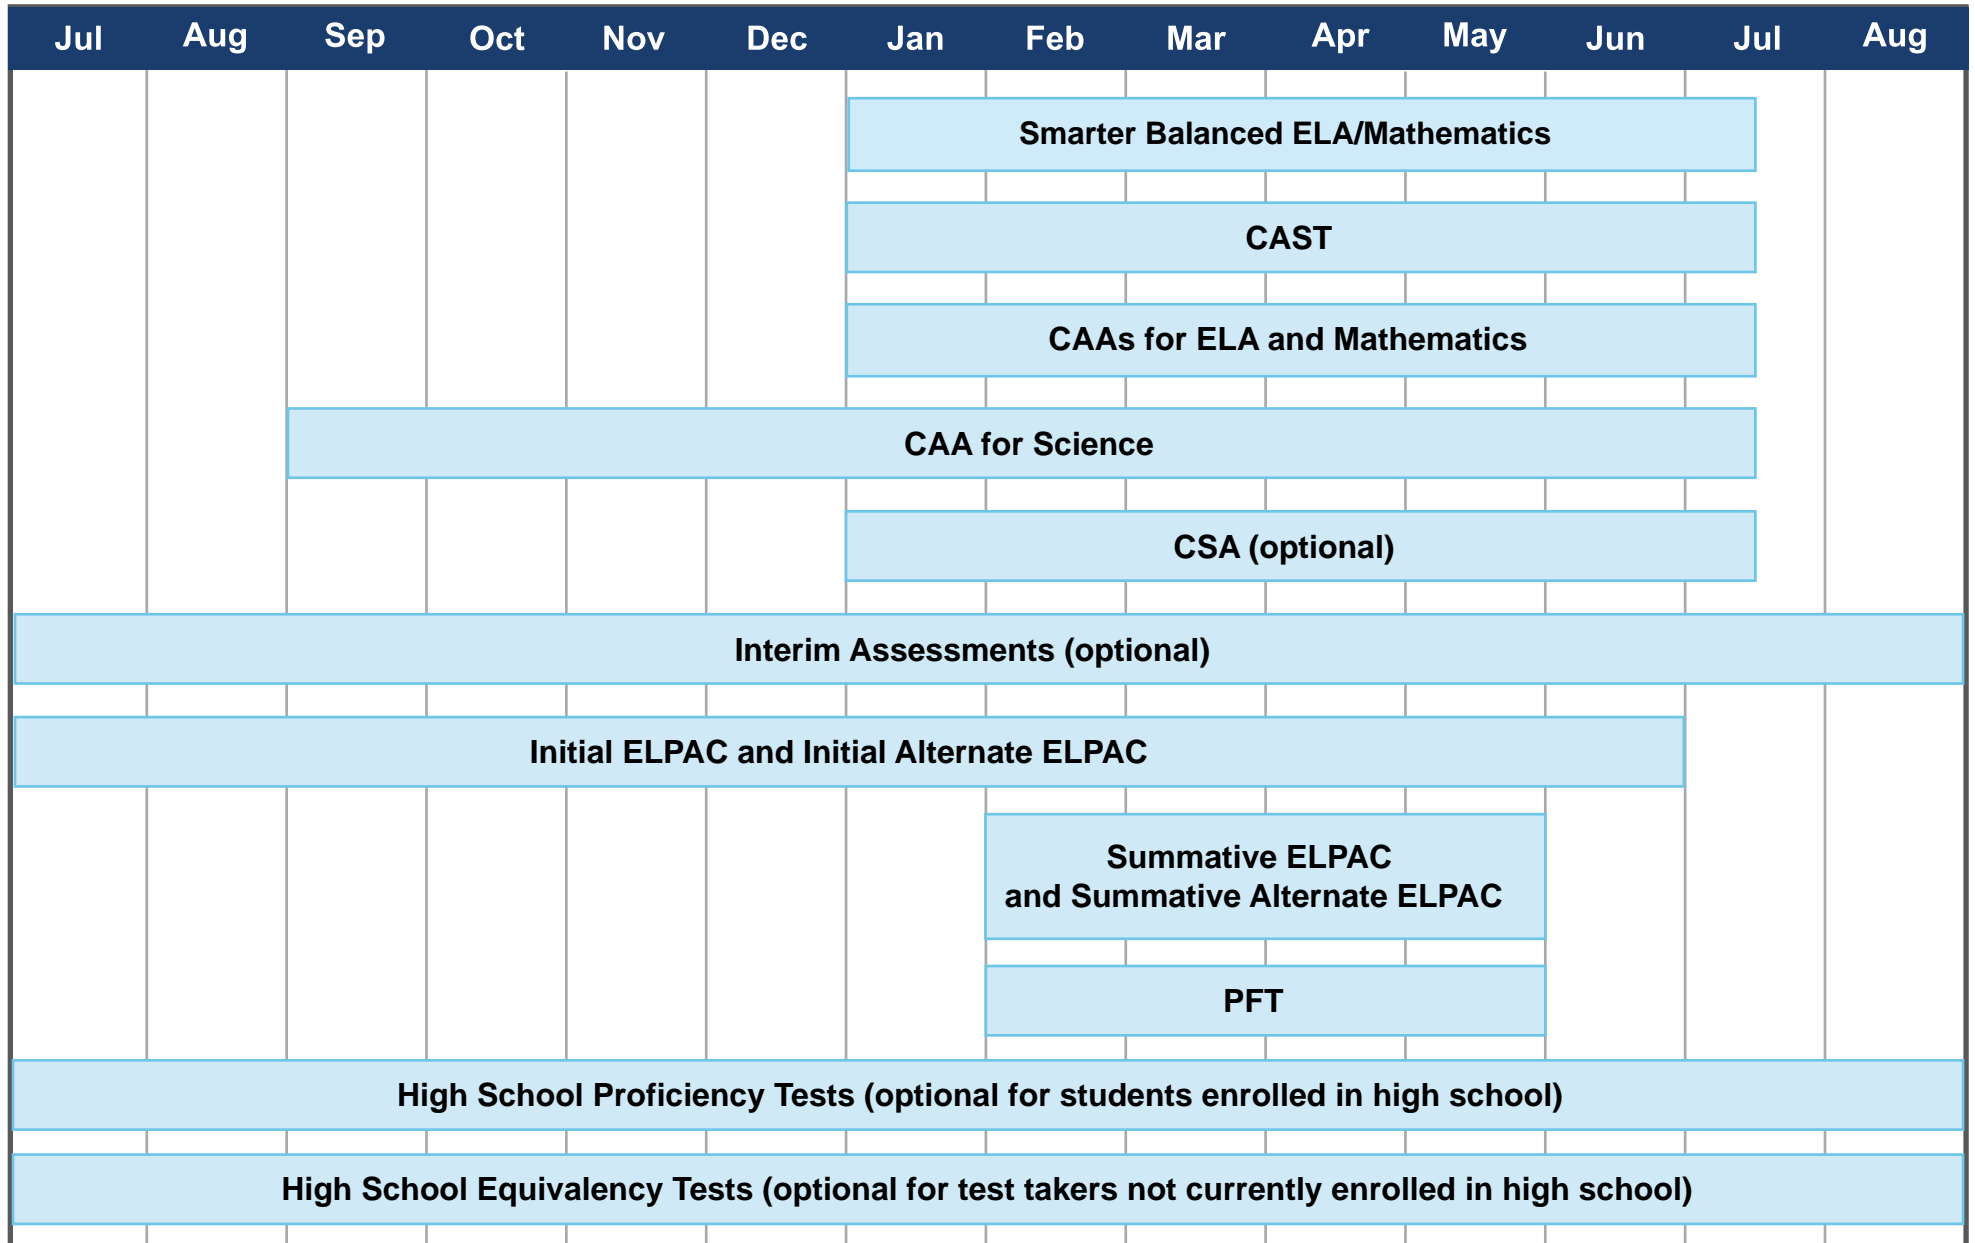 Jul Aug Sep Oct Nov Dec Jan Feb Mar Apr May Jun Jul Aug
Smarter Balanced ELA/Mathematics
CAST
CAAs for ELA and Mathematics
CAA for Science
CSA (optional)
Interim Assessments (optional)
Initial ELPAC and Initial Alternate ELPAC
Summative ELPAC
and Summative Alternate ELPAC
PFT
High School Proficiency Tests (optional for students enrolled in high school)
High School Equivalency Tests (optional for test takers not currently enrolled in high school)